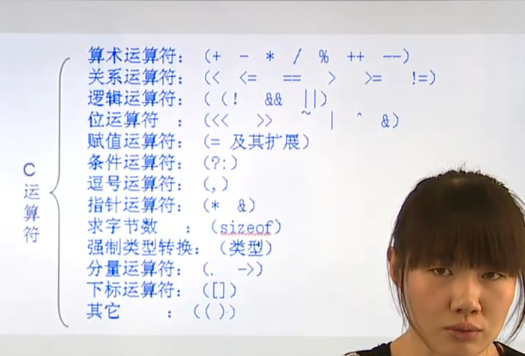 算术运算符：（+ - * / % ++ --）
关系运算符：（< <= == > >= !=）
逻辑运算符：（（! && ||）
位运算符 ：（<< >> ~ | ^ &）
赋值运算符：（= 及其扩展）
条件运算符：（?:）
逗号运算符：（,）
指针运算符：（* &）
求字节数 ：（sizeof）
强制类型转换：（类型）
分量运算符：（. ->）
下标运算符：（[]）
其它 ：（( )）
C运算符